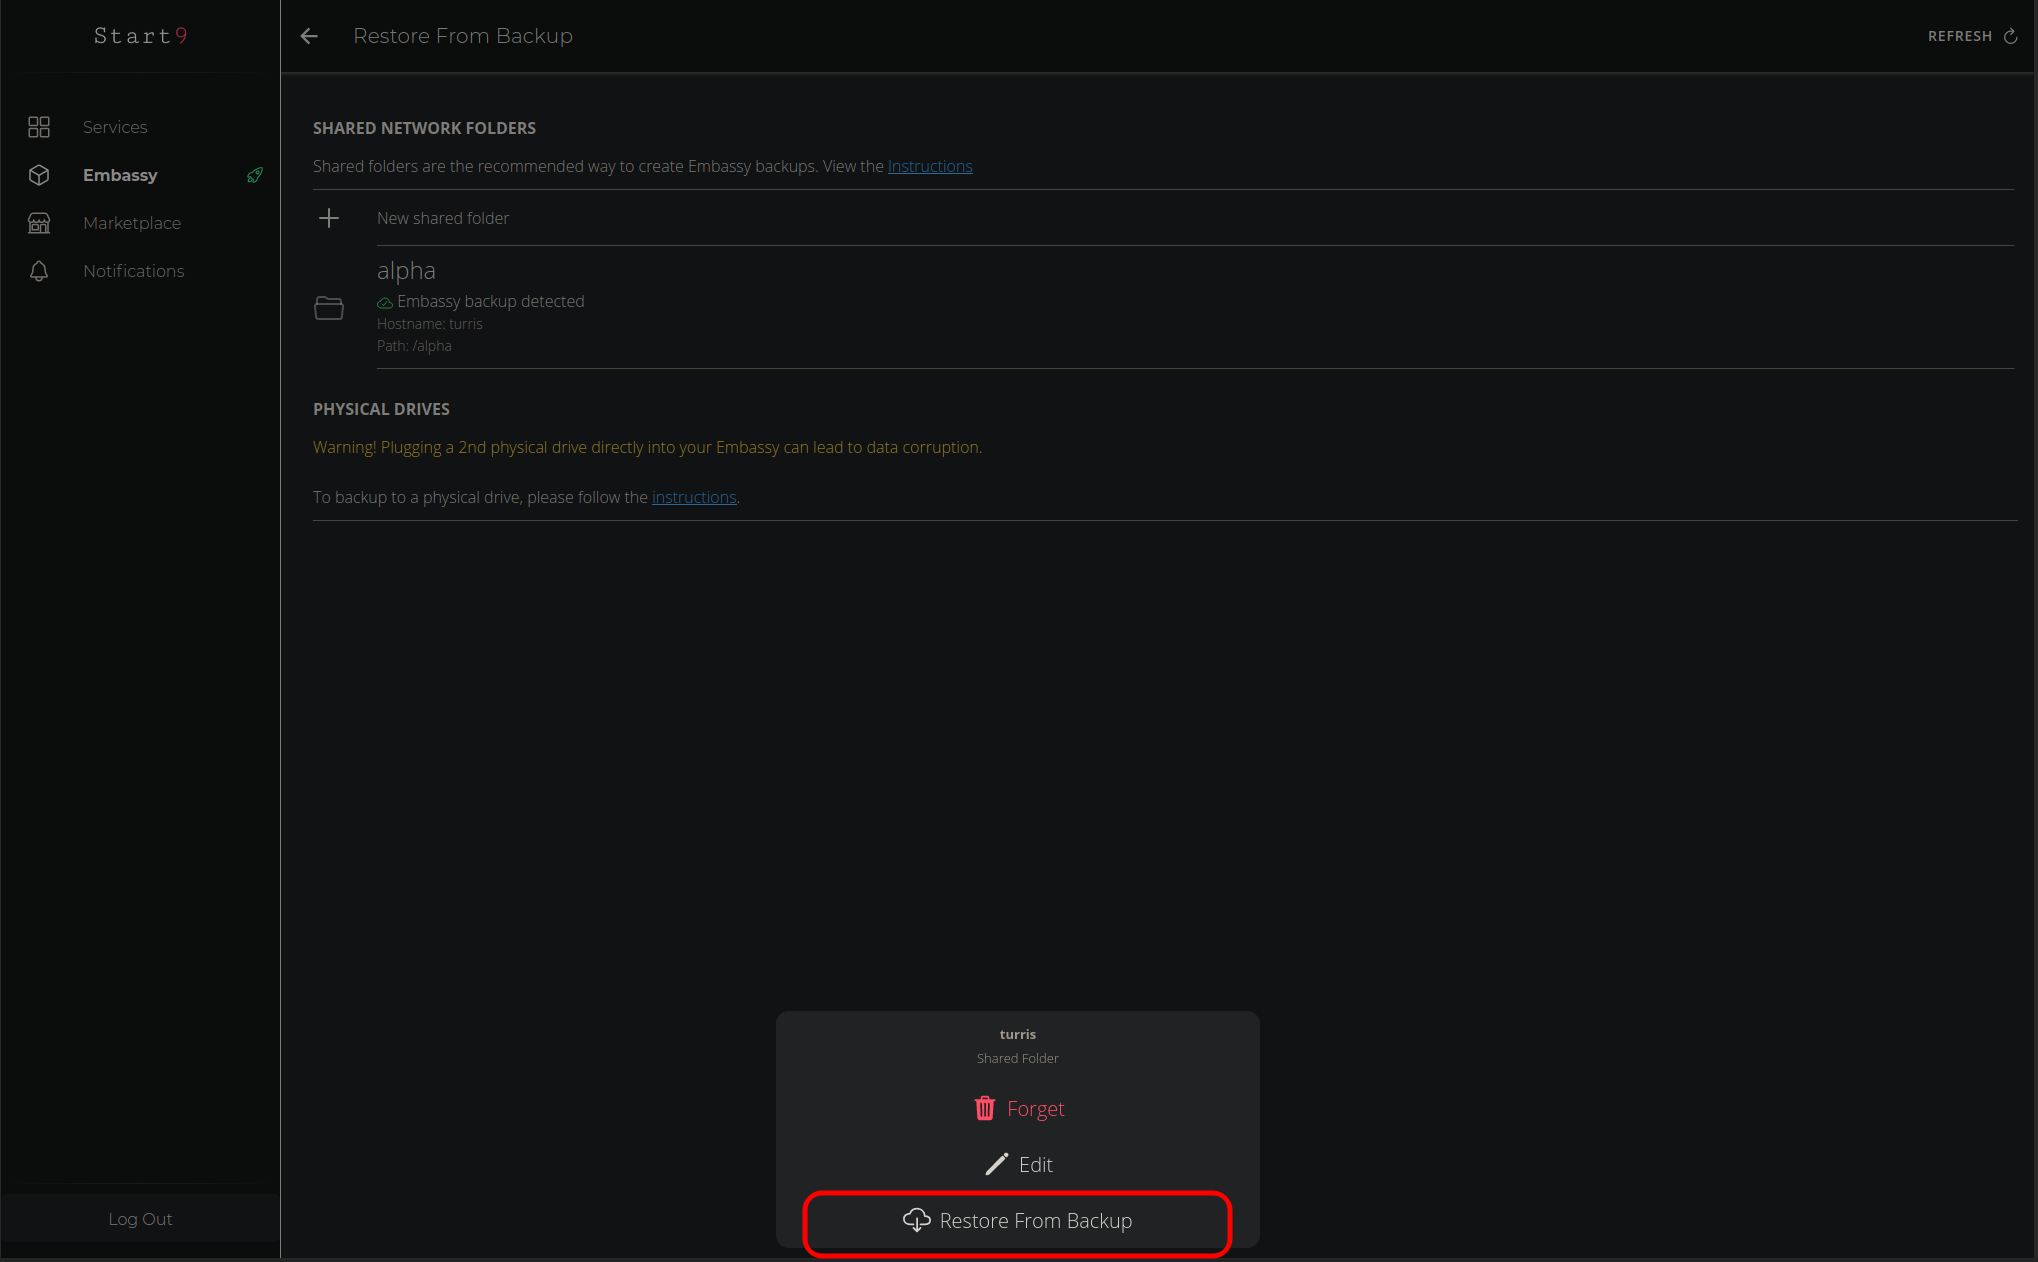 Start9
Restore From Backup
REFRESH
Services
Embassy
Marketplace
Notifications
SHARED NETWORK FOLDERS
Shared folders are the recommended way to create Embassy backups. View the Instructions
New shared folder
alpha
Embassy backup detected
Hostname: turris
Path: /alpha
PHYSICAL DRIVES
Warning! Plugging a 2nd physical drive directly into your Embassy can lead to data corruption.
To backup to a physical drive, please follow the instructions.
turris
Shared Folder
Forget
Edit
Restore From Backup
Log Out